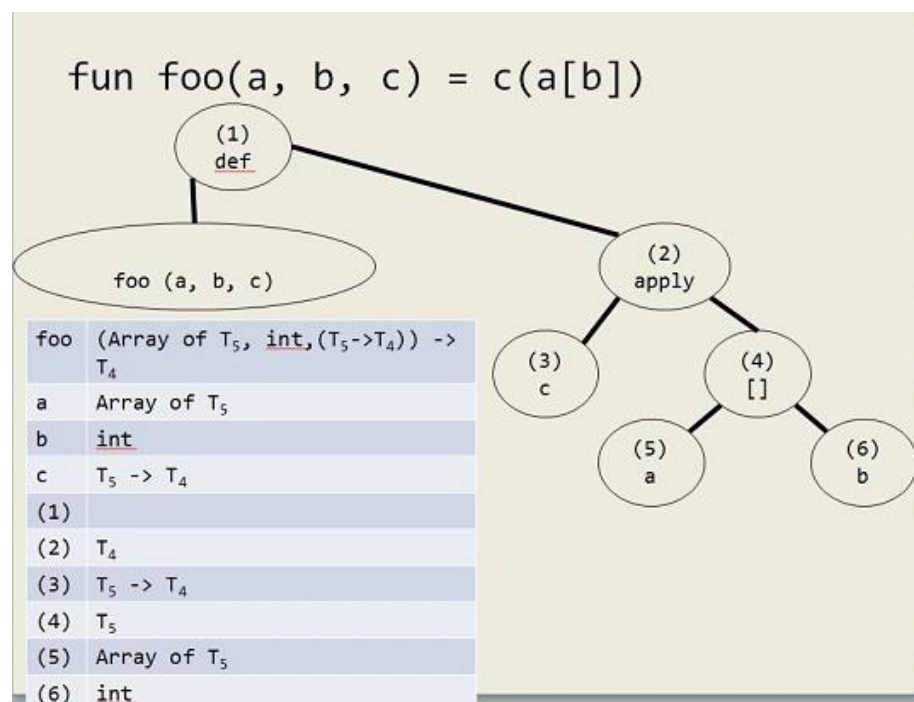 fun foo(a, b, c) = c(a[b])
(1)
def
foo (a, b, c)
(2)
apply
(3)
c
(4)
[]
(5)
a
(6)
b
foo (Array of T₅, int,(T₅->T₄)) ->
T₄
a Array of T₅
b int
c T₅ -> T₄
(1)
(2) T₄
(3) T₅ -> T₄
(4) T₅
(5) Array of T₅
(6) int